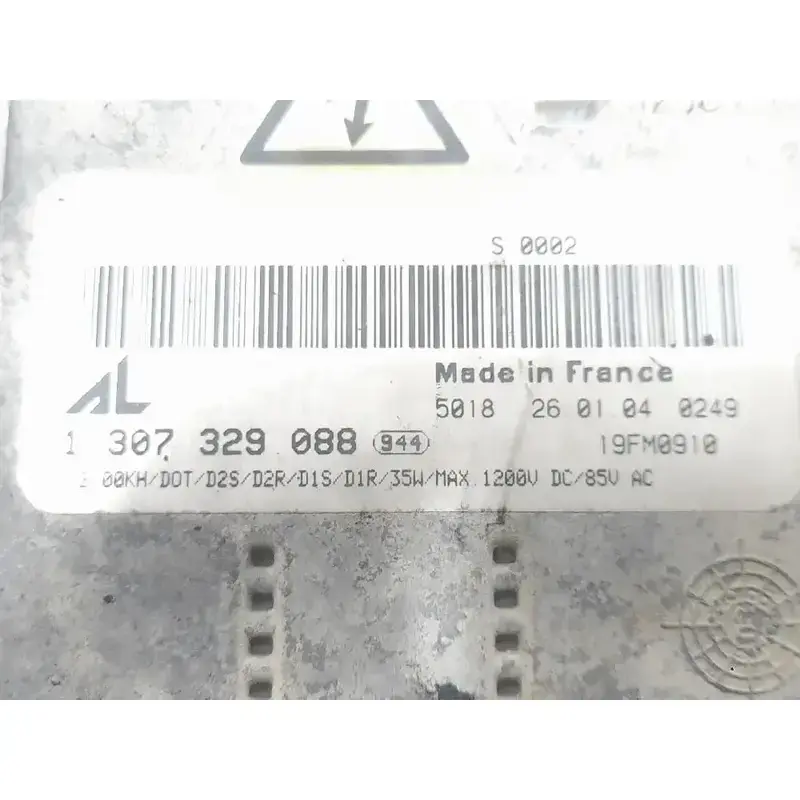 S 0002
AL
Made in France
5018 26 01 04 0249
1 307 329 088 944
19FM0910
00KH/DOT/D2S/D2R/D1S/D1R/35W/MAX 1200V DC/85V AC